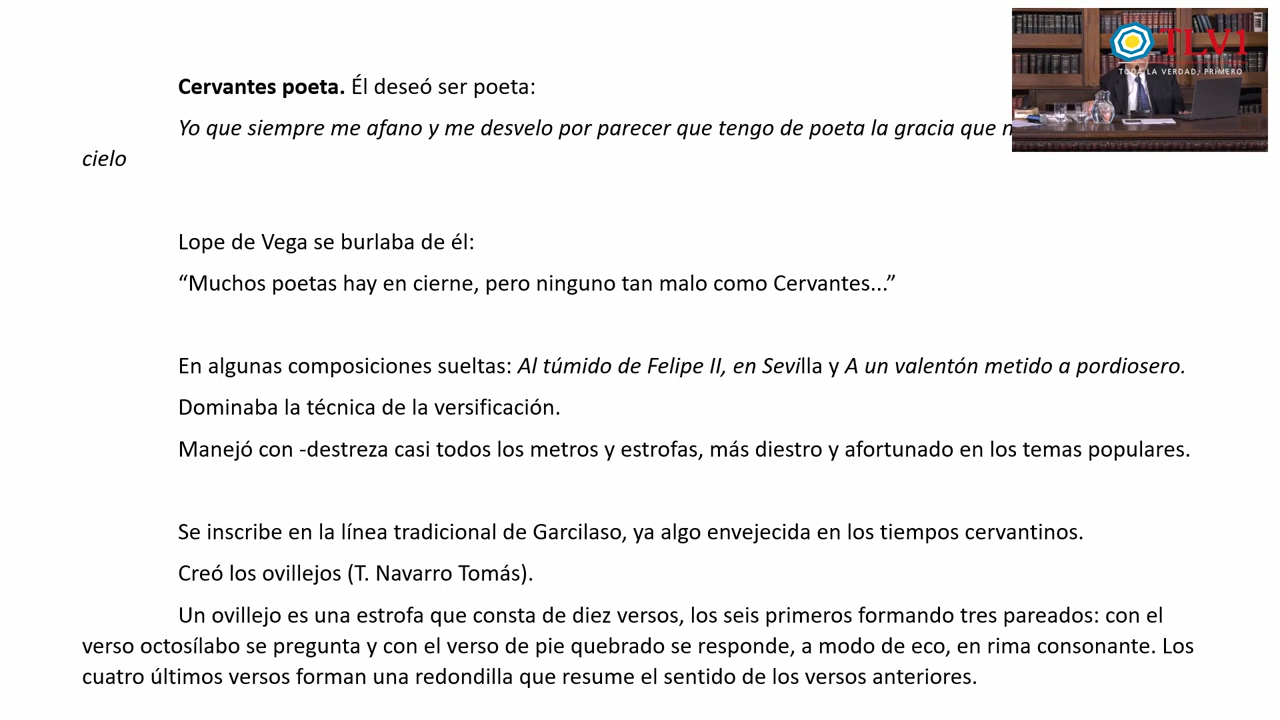 Cervantes poeta. Él deseó ser poeta:
Yo que siempre me afano y me desvelo por parecer que tengo de poeta la gracia que
cielo
Lope de Vega se burlaba de él:
“Muchos poetas hay en cierne, pero ninguno tan malo como Cervantes...”
En algunas composiciones sueltas: Al túmido de Felipe II, en Sevilla y A un valentón metido a pordiosero.
Dominaba la técnica de la versificación.
Manejó con -destreza casi todos los metros y estrofas, más diestro y afortunado en los temas populares.
Se inscribe en la línea tradicional de Garcilaso, ya algo envejecida en los tiempos cervantinos.
Creó los ovillejos (T. Navarro Tomás).
Un ovillejo es una estrofa que consta de diez versos, los seis primeros formando tres pareados: con el
verso octosílabo se pregunta y con el verso de pie quebrado se responde, a modo de eco, en rima consonante. Los
cuatro últimos versos forman una redondilla que resume el sentido de los versos anteriores.
TLV1
TODA LA VERDAD, PRIMERO